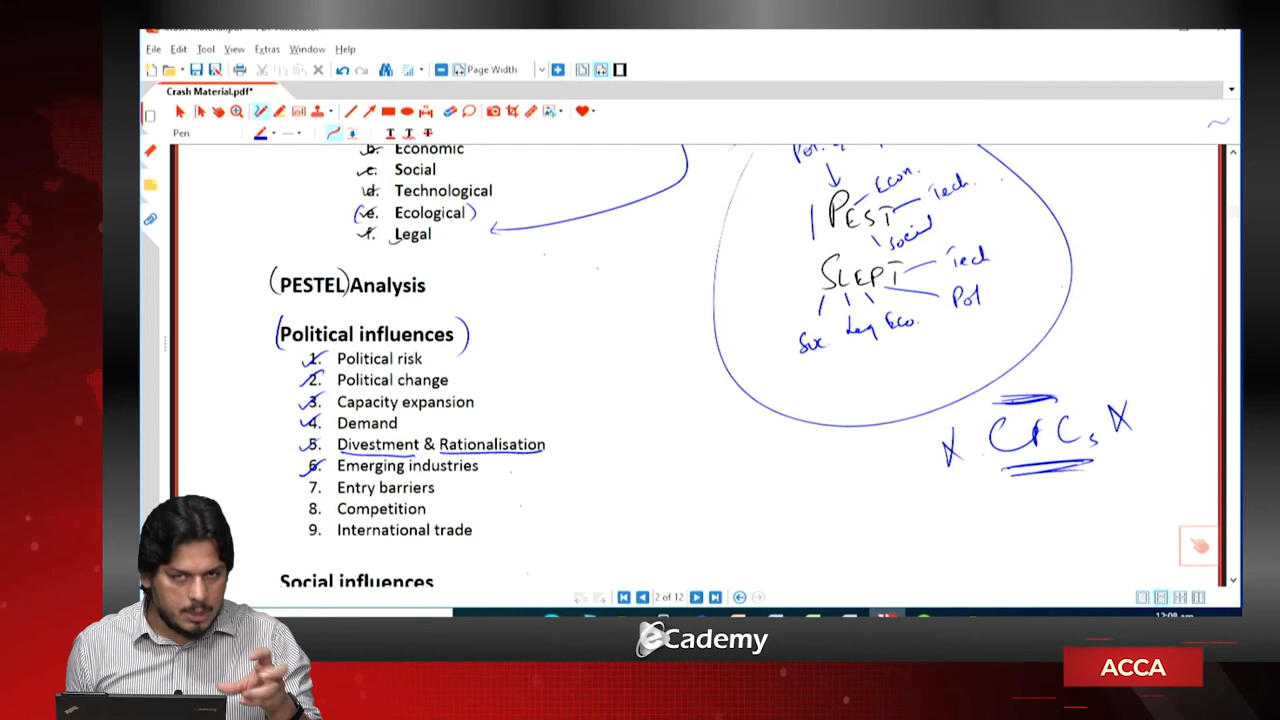 File Edit Tool View Extras Window Help
Page Width
Crash Material.pdf*
Pen
b. Economic
c. Social
d. Technological
(e. Ecological)
f. Legal
(PESTEL) Analysis
(Political influences)
1. Political risk
2. Political change
3. Capacity expansion
4. Demand
5. Divestment & Rationalisation
6. Emerging industries
7. Entry barriers
8. Competition
9. International trade
Social influences
Econ.
PEST
Tech.
Social
SLEPT
Tech
Pol
Leg Eco.
CFCs
2 of 12
eCademy
ACCA